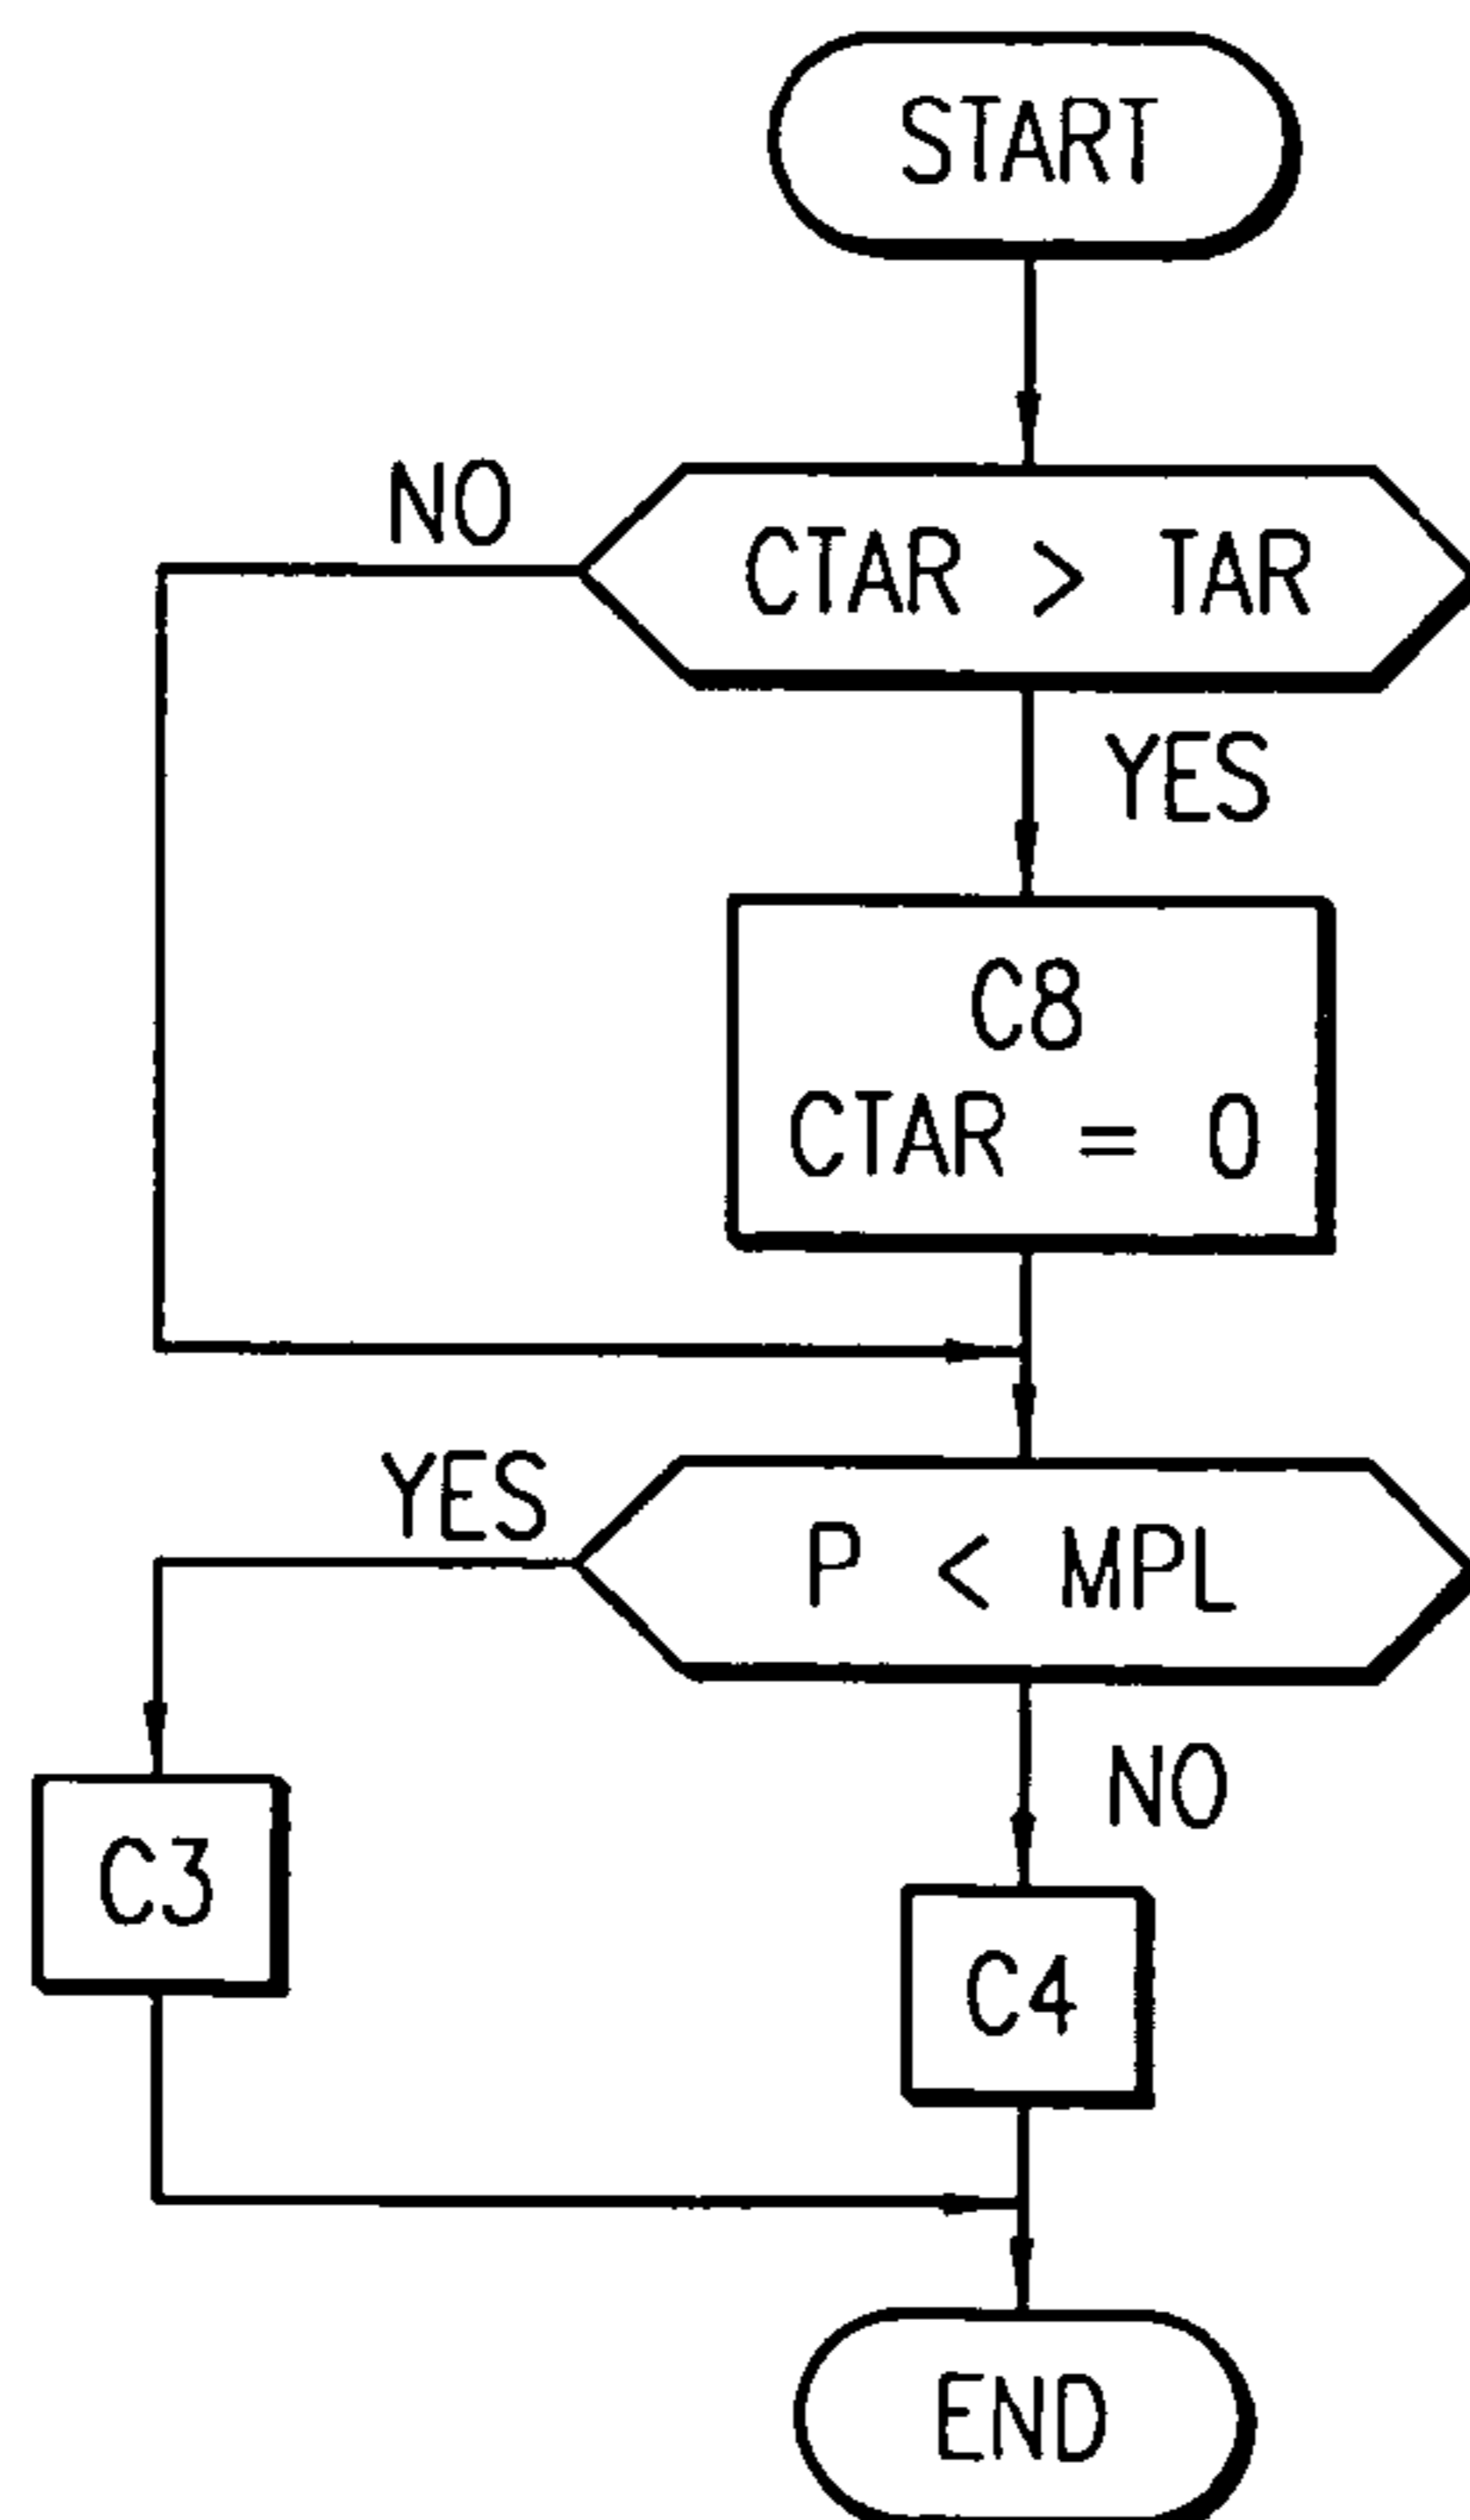 START
NO
CTAR > TAR
YES
C8
CTAR = 0
YES
P < MPL
NO
C3
C4
END